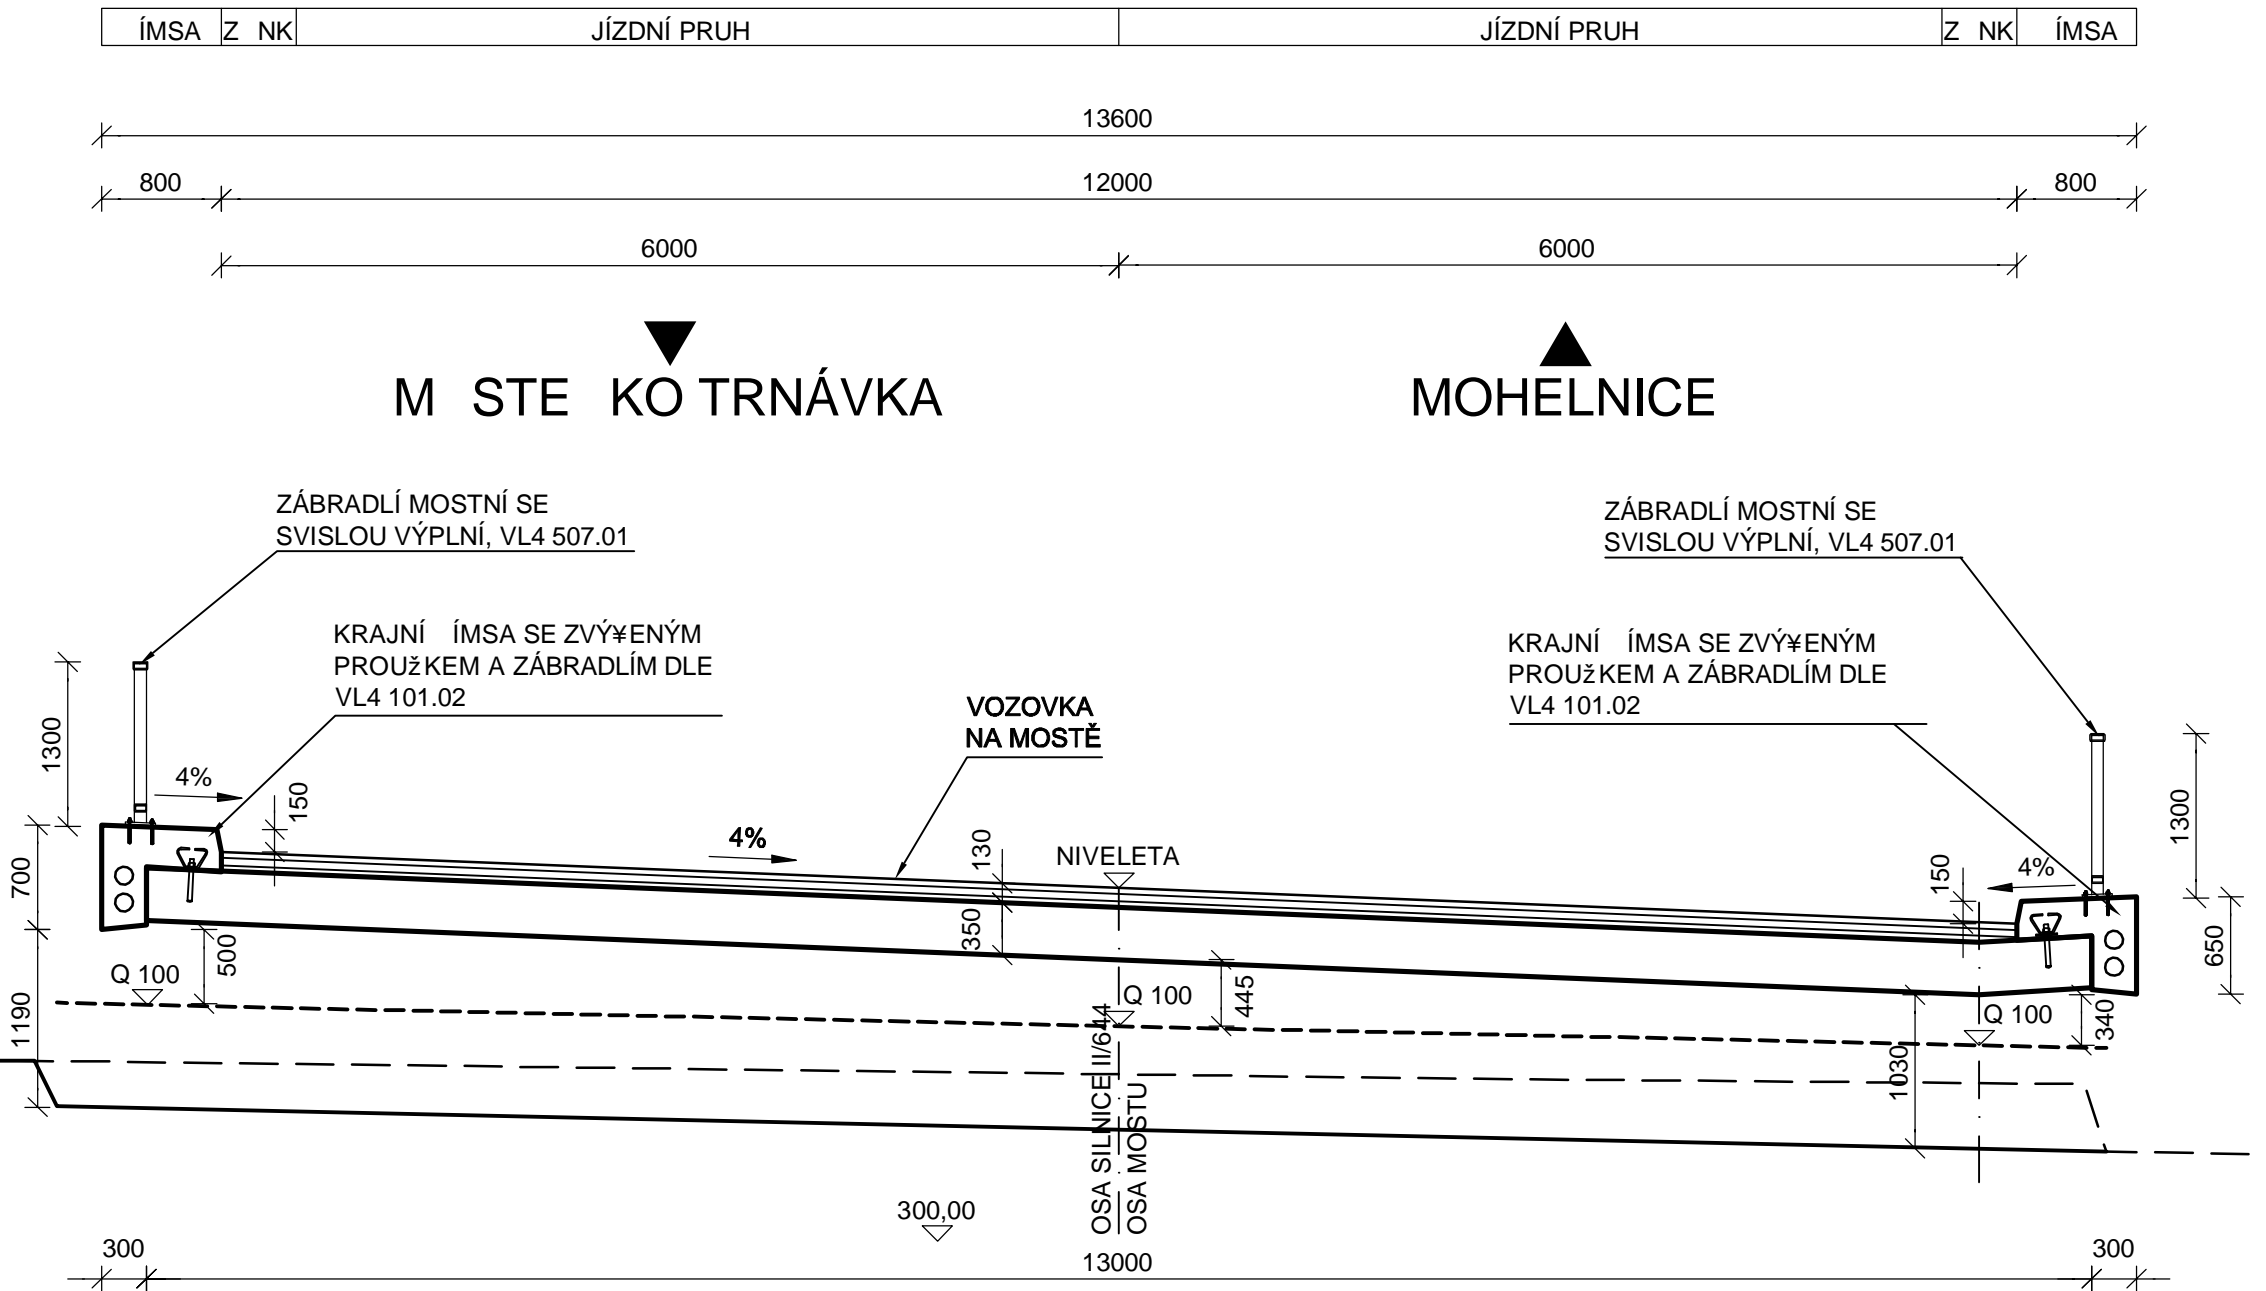 ÍMSA Z NK JÍZDNÍ PRUH JÍZDNÍ PRUH Z NK ÍMSA
13600
800 12000 800
6000 6000
M STE KO TRNÁVKA MOHELNICE
ZÁBRADLÍ MOSTNÍ SE
SVISLOU VÝPLNÍ, VL4 507.01
ZÁBRADLÍ MOSTNÍ SE
SVISLOU VÝPLNÍ, VL4 507.01
KRAJNÍ ÍMSA SE ZVÝ¥ENÝM
PROUžKEM A ZÁBRADLÍM DLE
VL4 101.02
KRAJNÍ ÍMSA SE ZVÝ¥ENÝM
PROUžKEM A ZÁBRADLÍM DLE
VL4 101.02
VOZOVKA
NA MOSTĚ
1300
4%
150
4%
130
NIVELETA
150
4%
1300
700
350
650
500
Q 100
445
Q 100
Q 100
340
1190
1030
OSA SILNICE II/644
OSA MOSTU
300,00
300 13000 300